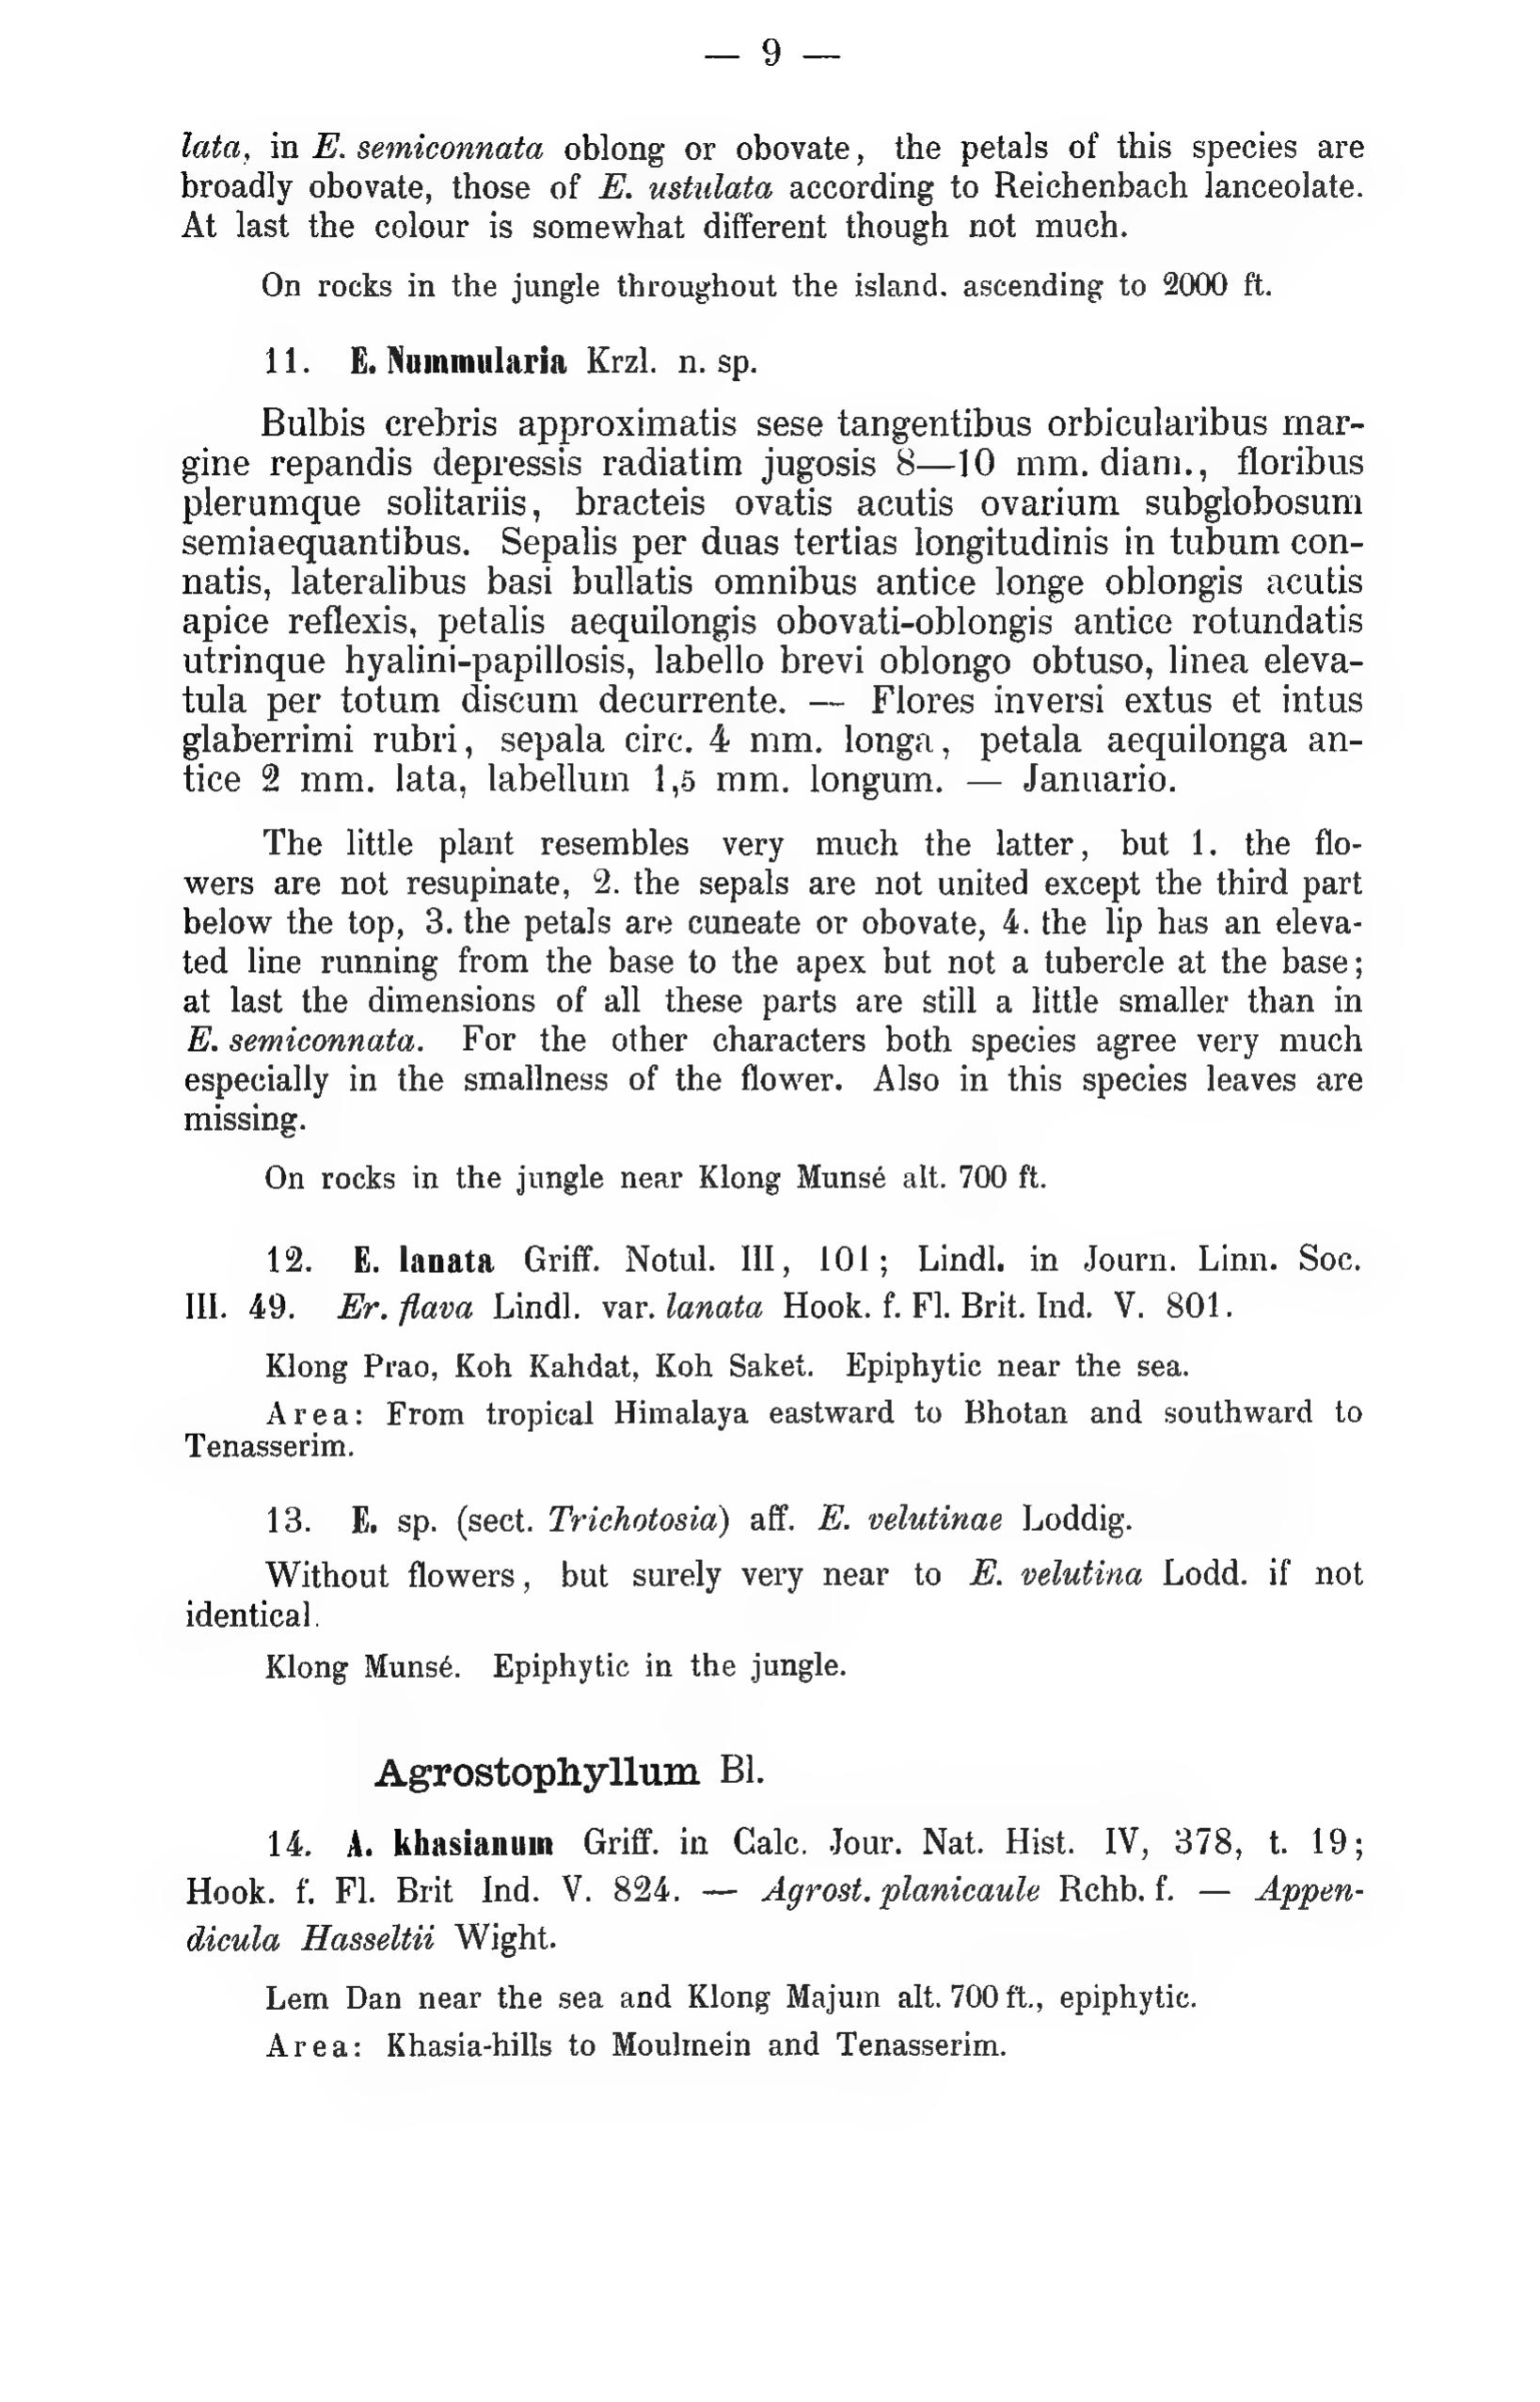 — 9 —
lata, in E. semiconnata oblong or obovate, the petals of this species are
broadly obovate, those of E. ustulata according to Reichenbach lanceolate.
At last the colour is somewhat different though not much.
On rocks in the jungle throughout the island. ascending to 2000 ft.
11. E. Nummularia Krzl. n. sp.
Bulbis crebris approximatis sese tangentibus orbicularibus mar-
gine repandis depressis radiatim jugosis 8—10 mm. diam., floribus
plerumque solitariis, bracteis ovatis acutis ovarium subglobosum
semiaequantibus. Sepalis per duas tertias longitudinis in tubum con-
natis, lateralibus basi bullatis omnibus antice longe oblongis acutis
apice reflexis, petalis aequilongis obovati-oblongis antice rotundatis
utrinque hyalini-papillosis, labello brevi oblongo obtuso, linea eleva-
tula per totum discum decurrente. — Flores inversi extus et intus
glaberrimi rubri, sepala circ. 4 mm. longa, petala aequilonga an-
tice 2 mm. lata, labellum 1,5 mm. longum. — Januario.
The little plant resembles very much the latter, but 1. the flo-
wers are not resupinate, 2. the sepals are not united except the third part
below the top, 3. the petals are cuneate or obovate, 4. the lip has an eleva-
ted line running from the base to the apex but not a tubercle at the base;
at last the dimensions of all these parts are still a little smaller than in
E. semiconnata. For the other characters both species agree very much
especially in the smallness of the flower. Also in this species leaves are
missing.
On rocks in the jungle near Klong Munsé alt. 700 ft.
12. E. lanata Griff. Notul. III, 101; Lindl. in Journ. Linn. Soc.
III. 49. Er. flava Lindl. var. lanata Hook. f. Fl. Brit. Ind. V. 801.
Klong Prao, Koh Kahdat, Koh Saket. Epiphytic near the sea.
Area: From tropical Himalaya eastward to Bhotan and southward to
Tenasserim.
13. E. sp. (sect. Trichotosia) aff. E. velutinae Loddig.
Without flowers, but surely very near to E. velutina Lodd. if not
identical.
Klong Munsé. Epiphytic in the jungle.
Agrostophyllum Bl.
14. A. khasianum Griff. in Calc. Jour. Nat. Hist. IV, 378, t. 19;
Hook. f. Fl. Brit Ind. V. 824. — Agrost. planicaule Rchb. f. — Appen-
dicula Hasseltii Wight.
Lem Dan near the sea and Klong Majum alt. 700 ft., epiphytic.
Area: Khasia-hills to Moulmein and Tenasserim.